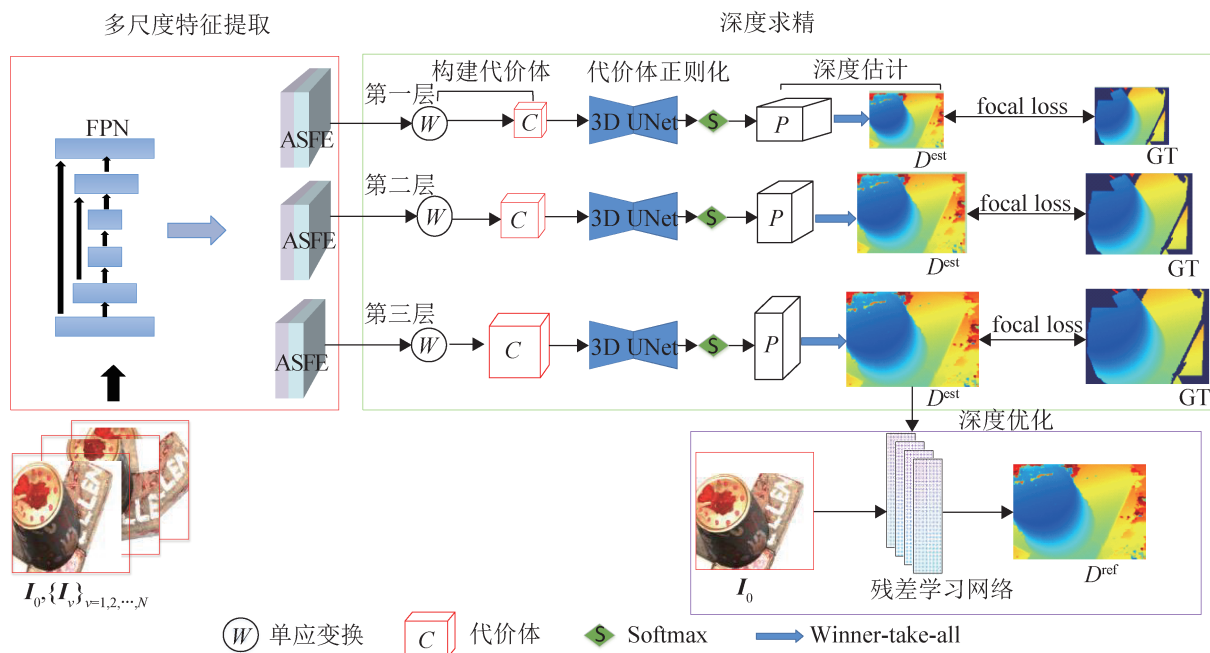 多尺度特征提取
深度求精
FPN
ASFE
ASFE
ASFE
第一层
构建代价体
代价体正则化
深度估计
W
C
3D UNet
S
P
D^est
focal loss
GT
第二层
W
C
3D UNet
S
P
D^est
focal loss
GT
第三层
W
C
3D UNet
S
P
D^est
focal loss
GT
深度优化
I_0
残差学习网络
D^ref
I_0,{I_v}_{v=1,2,…,N}
W 单应变换
C 代价体
S Softmax
Winner-take-all